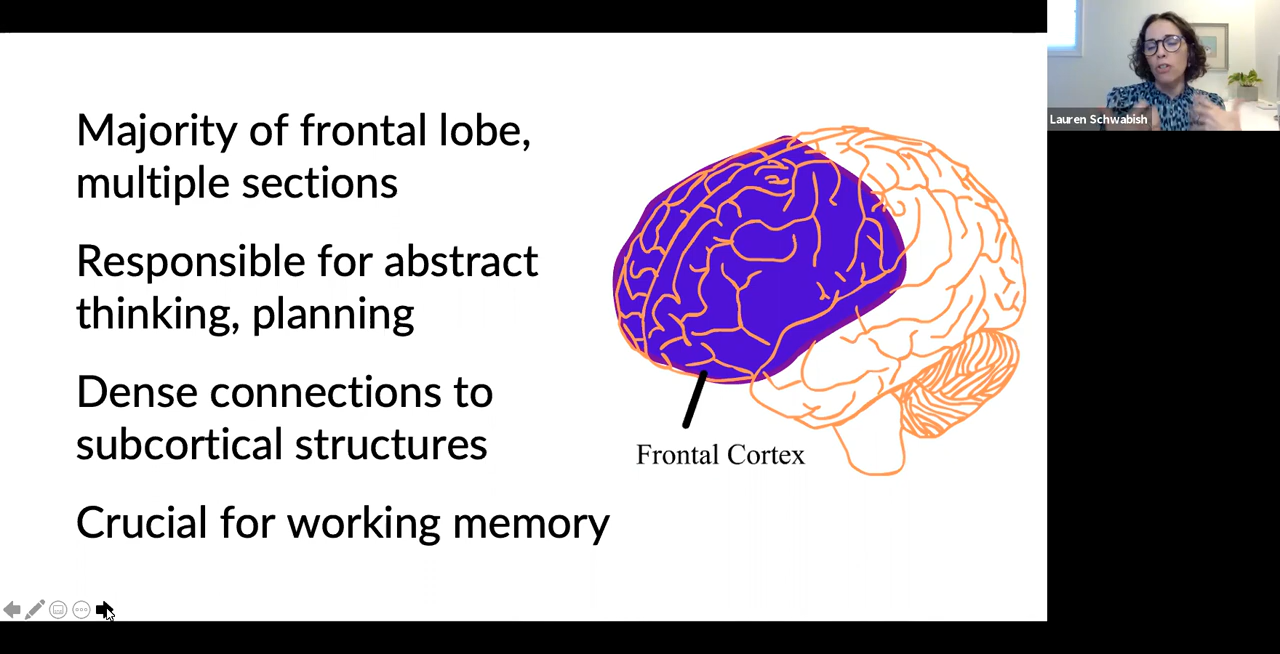 Majority of frontal lobe,
multiple sections
Responsible for abstract
thinking, planning
Dense connections to
subcortical structures
Crucial for working memory
Frontal Cortex
Lauren Schwabish